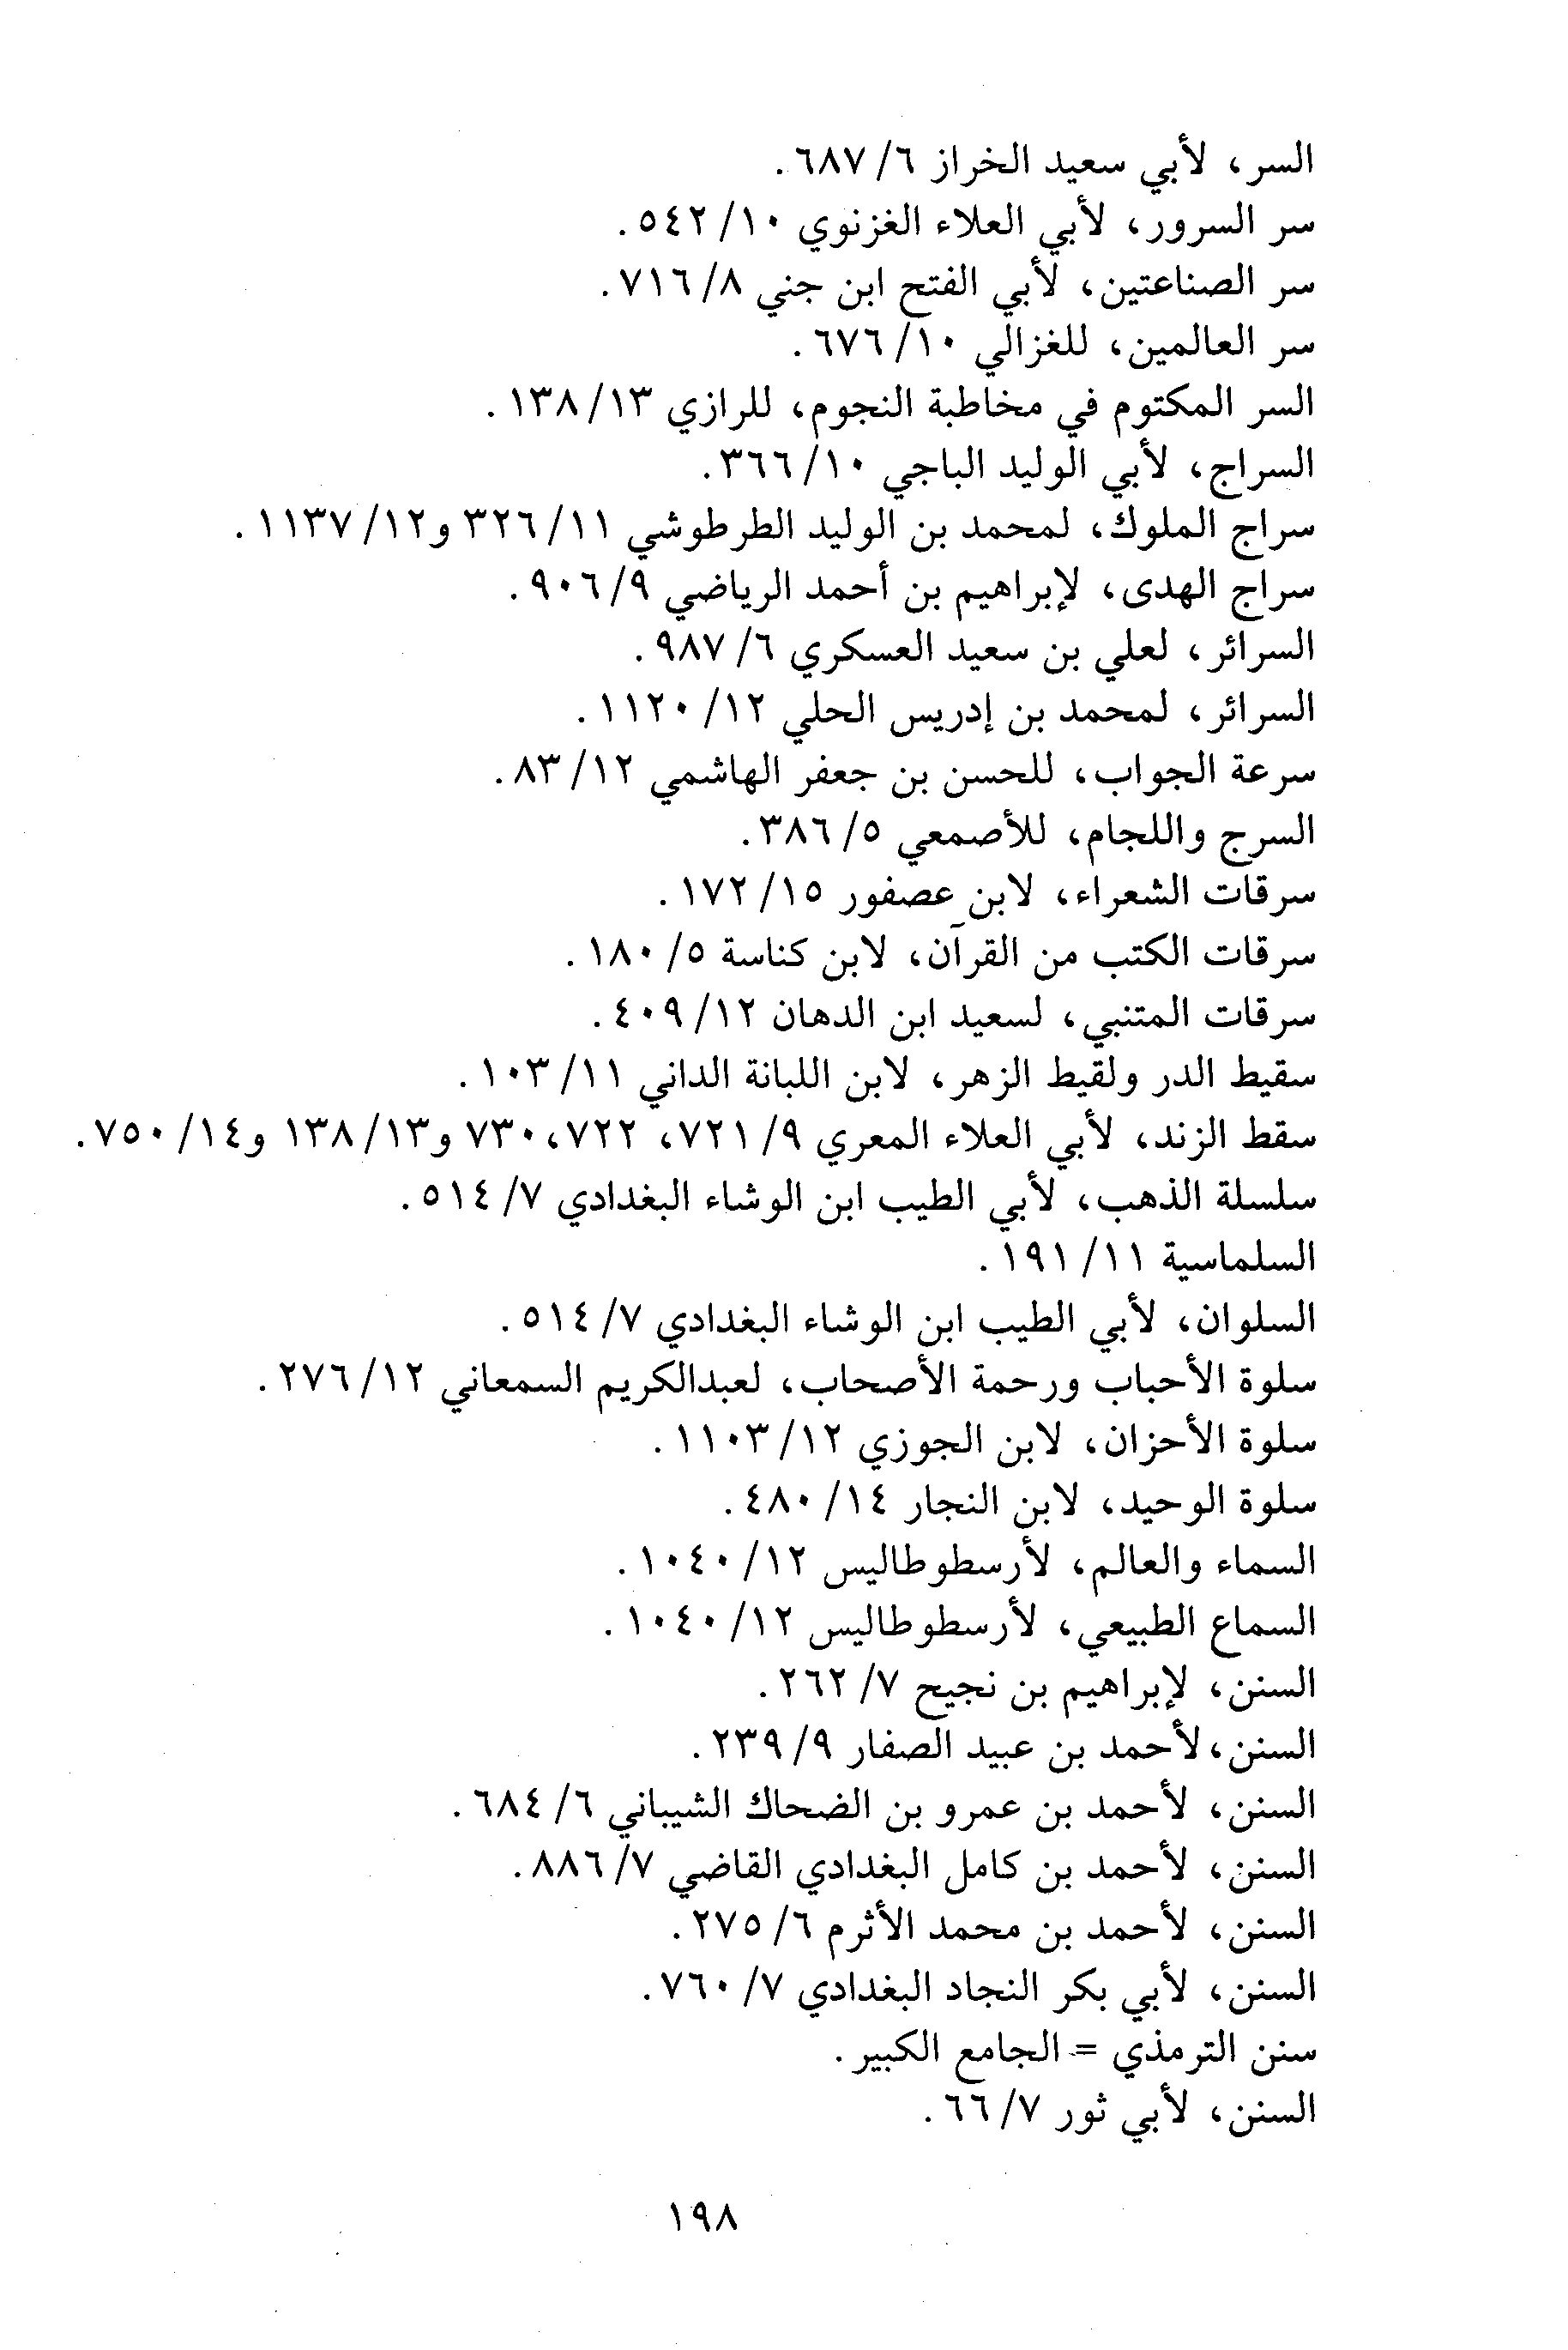 السر، لأبي سعيد الخراز ٦/ ٦٨٧.
سر السرور، لأبي العلاء الغزنوي ١٠/ ٥٤٢.
سر الصناعتين، لأبي الفتح ابن جني ٨/ ٧١٦.
سر العالمين، للغزالي ١٠/ ٦٧٦.
السر المكتوم في مخاطبة النجوم، للرازي ١٣/ ١٣٨.
السراج، لأبي الوليد الباجي ١٠/ ٣٦٦.
سراج الملوك، لمحمد بن الوليد الطرطوشي ١١/ ٣٢٦ و١٢/ ١١٣٧.
سراج الهدى، لإبراهيم بن أحمد الرياضي ٩/ ٩٠٦.
السرائر، لعلي بن سعيد العسكري ٦/ ٩٨٧.
السرائر، لمحمد بن إدريس الحلي ١٢/ ١١٢٠.
سرعة الجواب، للحسن بن جعفر الهاشمي ١٢/ ٨٣.
السرج واللجام، للأصمعي ٥/ ٣٨٦.
سرقات الشعراء، لابن عصفور ١٥/ ١٧٢.
سرقات الكتب من القرآن، لابن كناسة ٥/ ١٨٠.
سرقات المتنبي، لسعيد ابن الدهان ١٢/ ٤٠٩.
سقيط الدر ولقيط الزهر، لابن اللبانة الداني ١١/ ١٠٣.
سقط الزند، لأبي العلاء المعري ٩/ ٧٢١، ٧٢٢،٧٣٠ و١٣/ ١٣٨ و١٤/ ٧٥٠.
سلسلة الذهب، لأبي الطيب ابن الوشاء البغدادي ٧/ ٥١٤.
السلماسية ١١/ ١٩١.
السلوان، لأبي الطيب ابن الوشاء البغدادي ٧/ ٥١٤.
سلوة الأحباب ورحمة الأصحاب، لعبدالكريم السمعاني ١٢/ ٢٧٦.
سلوة الأحزان، لابن الجوزي ١٢/ ١١٠٣.
سلوة الوحيد، لابن النجار ١٤/ ٤٨٠.
السماء والعالم، لأرسطوطاليس ١٢/ ١٠٤٠.
السماع الطبيعي، لأرسطوطاليس ١٢/ ١٠٤٠.
السنن، لإبراهيم بن نجيح ٧/ ٢٦٢.
السنن،لأحمد بن عبيد الصفار ٩/ ٢٣٩.
السنن، لأحمد بن عمرو بن الضحاك الشيباني ٦/ ٦٨٤.
السنن، لأحمد بن كامل البغدادي القاضي ٧/ ٨٨٦.
السنن، لأحمد بن محمد الأثرم ٦/ ٢٧٥.
السنن، لأبي بكر النجاد البغدادي ٧/ ٧٦٠.
سنن الترمذي = الجامع الكبير.
السنن، لأبي ثور ٧/ ٦٦.
١٩٨